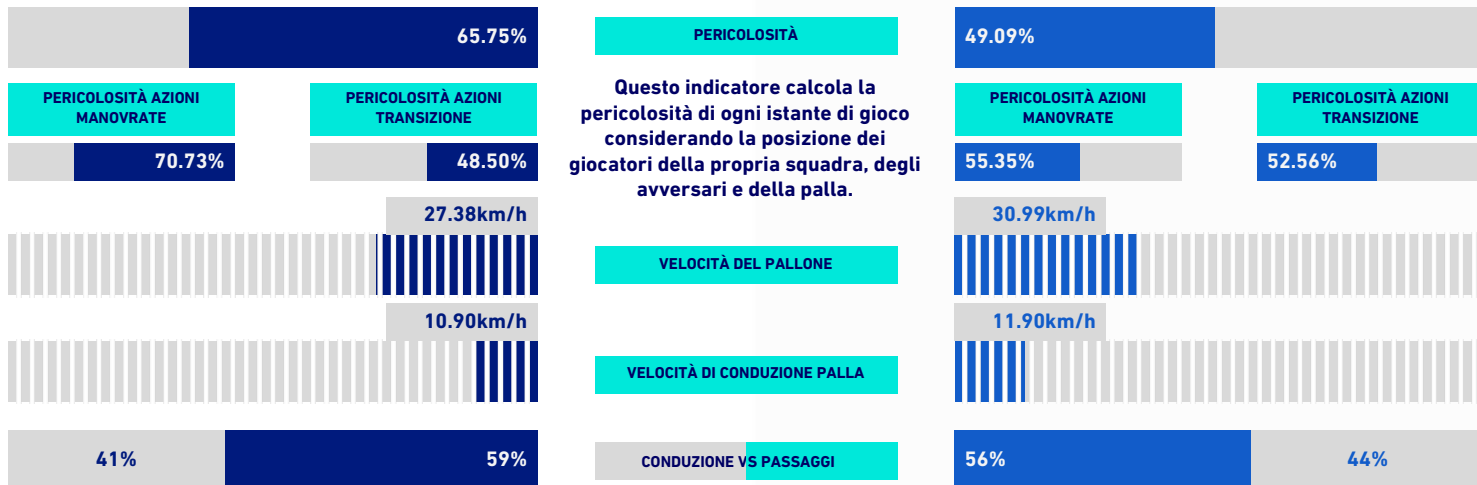 65.75%
PERICOLOSITÀ
49.09%
PERICOLOSITÀ AZIONI
MANOVRATE
PERICOLOSITÀ AZIONI
TRANSIZIONE
Questo indicatore calcola la
pericolosità di ogni istante di gioco
considerando la posizione dei
giocatori della propria squadra, degli
avversari e della palla.
PERICOLOSITÀ AZIONI
MANOVRATE
PERICOLOSITÀ AZIONI
TRANSIZIONE
70.73%
48.50%
55.35%
52.56%
27.38km/h
30.99km/h
VELOCITÀ DEL PALLONE
10.90km/h
11.90km/h
VELOCITÀ DI CONDUZIONE PALLA
41%
59%
CONDUZIONE VS PASSAGGI
56%
44%